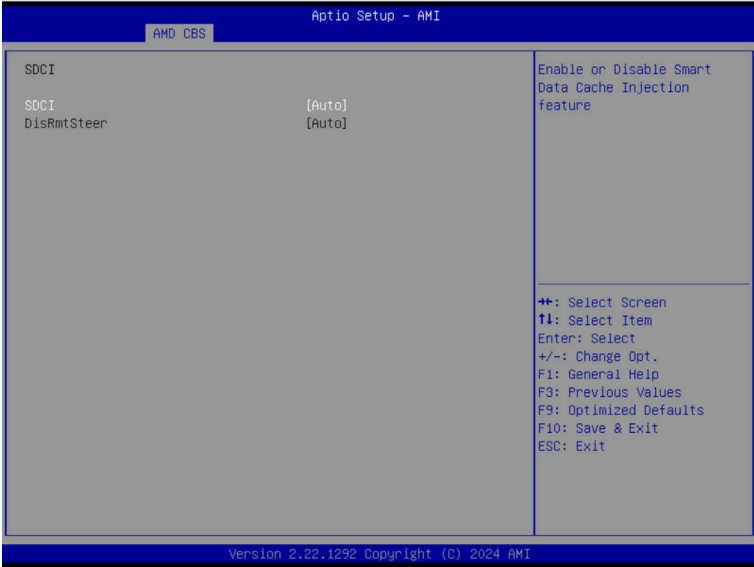 Aptio Setup - AMI
AMD CBS
SDCI
SDCI [Auto]
DisRmtSteer [Auto]
Enable or Disable Smart
Data Cache Injection
feature
→←: Select Screen
↑↓: Select Item
Enter: Select
+/-: Change Opt.
F1: General Help
F3: Previous Values
F9: Optimized Defaults
F10: Save & Exit
ESC: Exit
Version 2.22.1292 Copyright (C) 2024 AMI